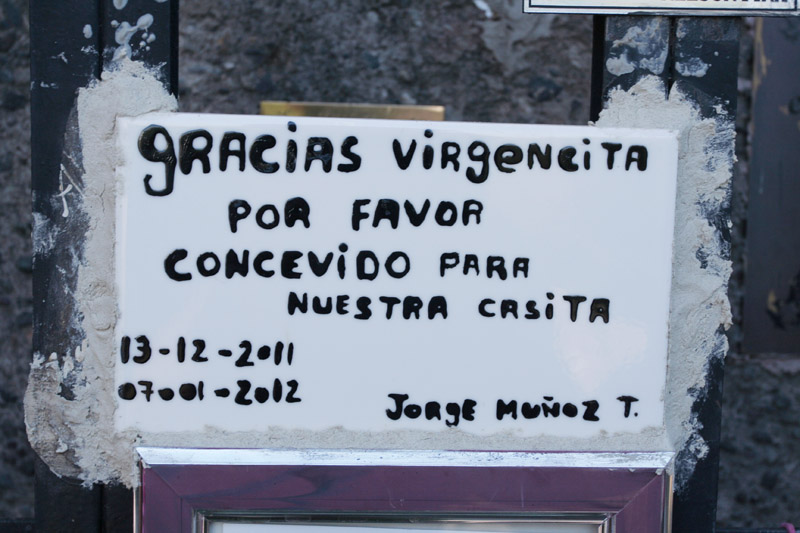 gRACiAS VirgeNCiTA
POR FAVOR
CONCEViDO PARA
NUESTRA CASiTA
13-12-2011
07-01-2012
JORgE MUÑOZ T.